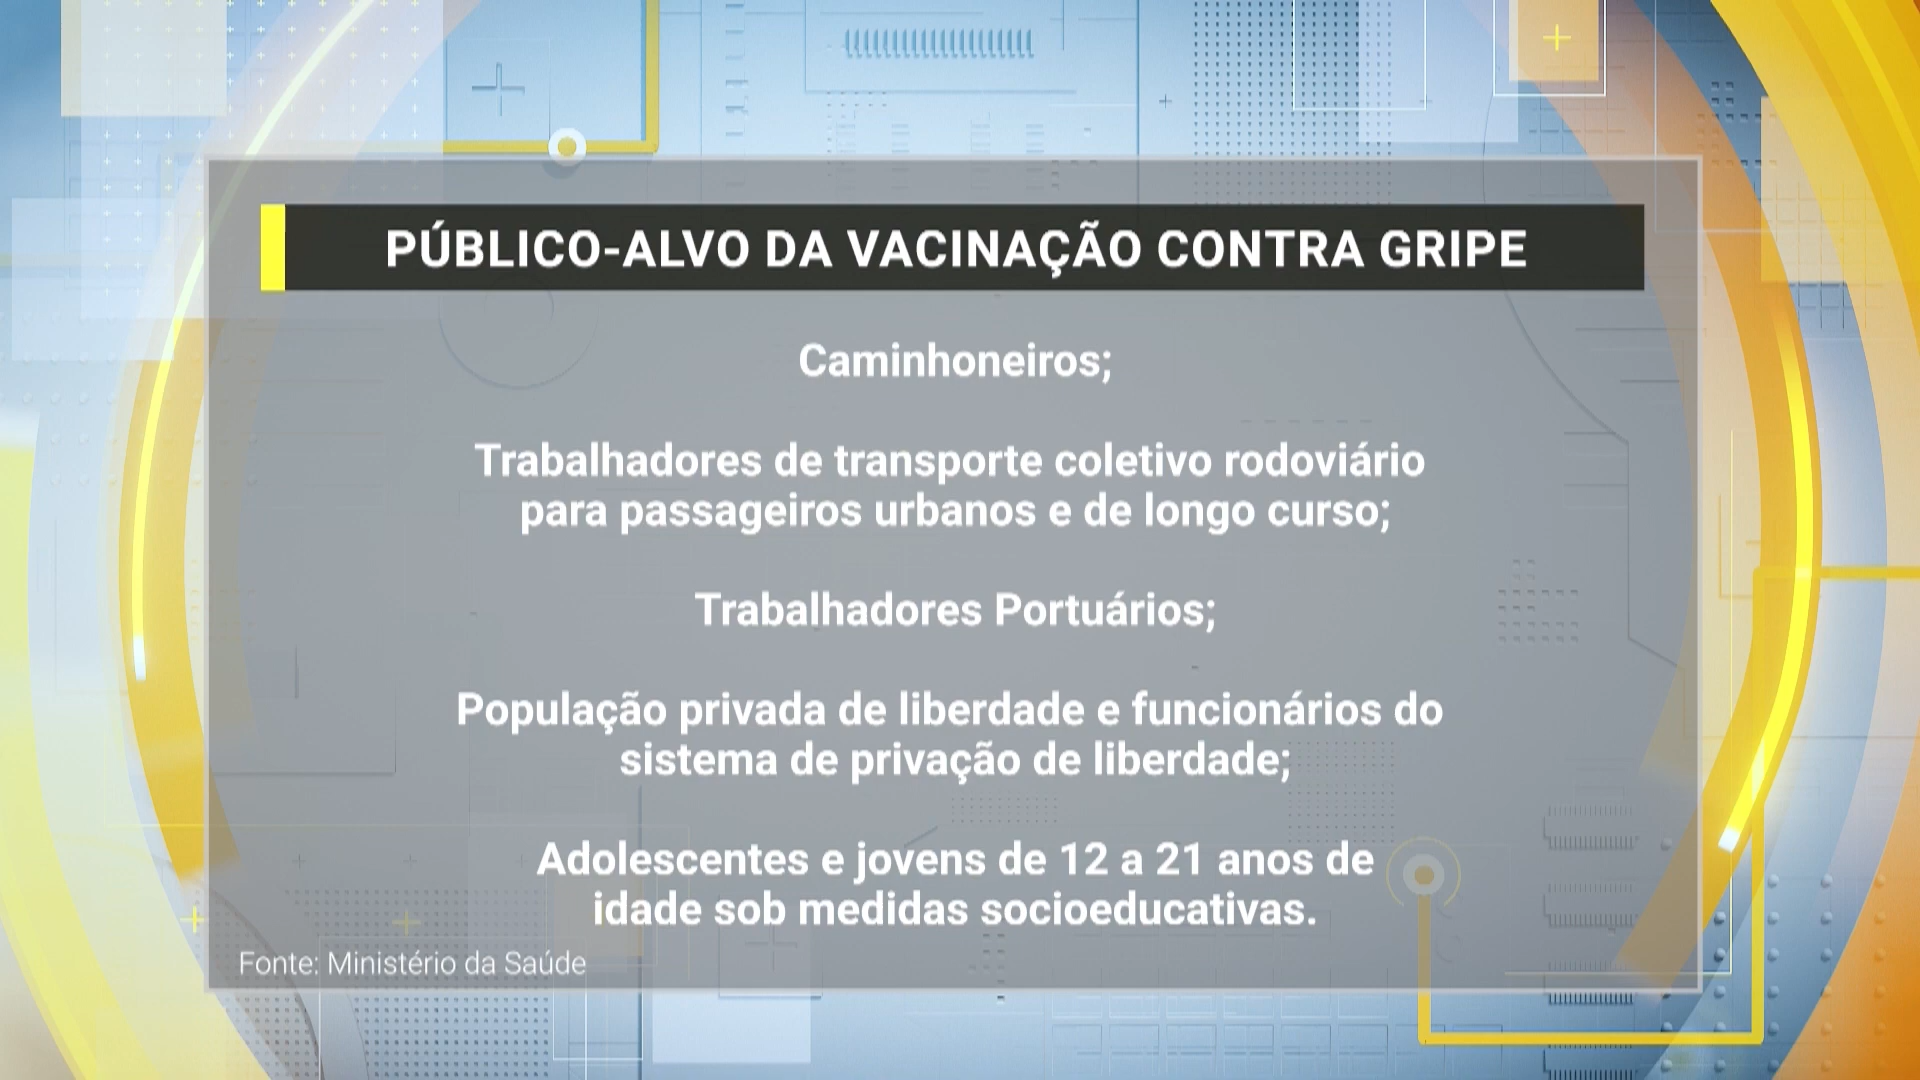 PÚBLICO-ALVO DA VACINAÇÃO CONTRA GRIPE
Caminhoneiros;
Trabalhadores de transporte coletivo rodoviário
para passageiros urbanos e de longo curso;
Trabalhadores Portuários;
População privada de liberdade e funcionários do
sistema de privação de liberdade;
Adolescentes e jovens de 12 a 21 anos de
idade sob medidas socioeducativas.
Fonte: Ministério da Saúde